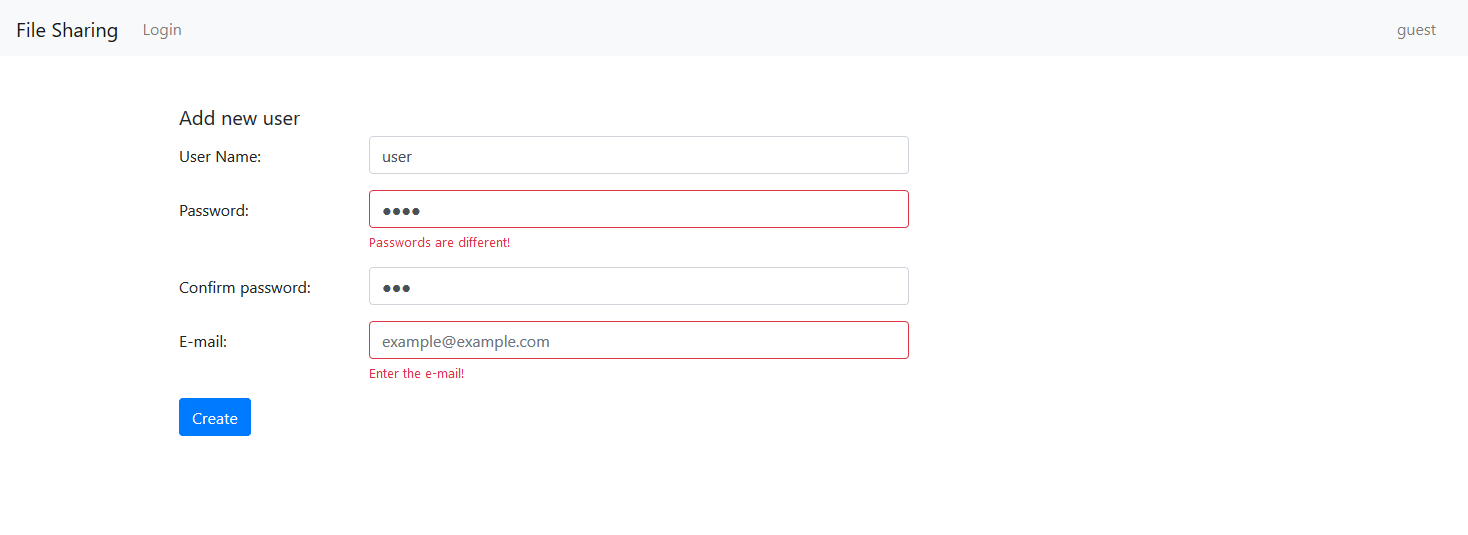 File Sharing Login guest
Add new user
User Name: user
Password: ●●●●
Passwords are different!
Confirm password: ●●●
E-mail: example@example.com
Enter the e-mail!
Create